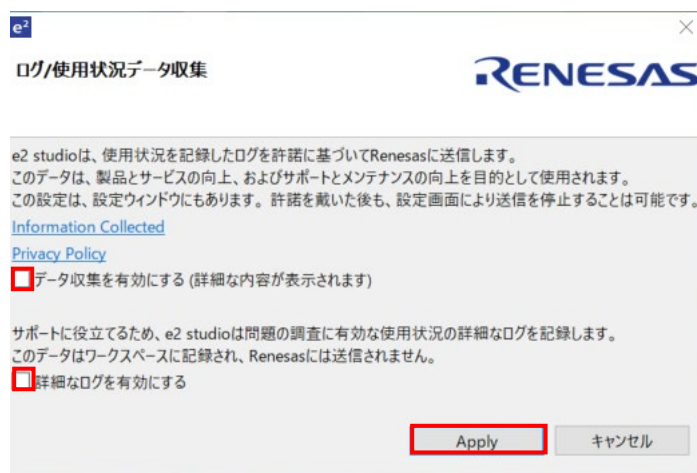 e²
ログ/使用状況データ収集
RENESAS
e2 studioは、使用状況を記録したログを許諾に基づいてRenesasに送信します。
このデータは、製品とサービスの向上、およびサポートとメンテナンスの向上を目的として使用されます。
この設定は、設定ウィンドウにもあります。許諾を戴いた後も、設定画面により送信を停止することは可能です。
Information Collected
Privacy Policy
データ収集を有効にする (詳細な内容が表示されます)
サポートに役立てるため、e2 studioは問題の調査に有効な使用状況の詳細なログを記録します。
このデータはワークスペースに記録され、Renesasには送信されません。
詳細なログを有効にする
Apply
キャンセル